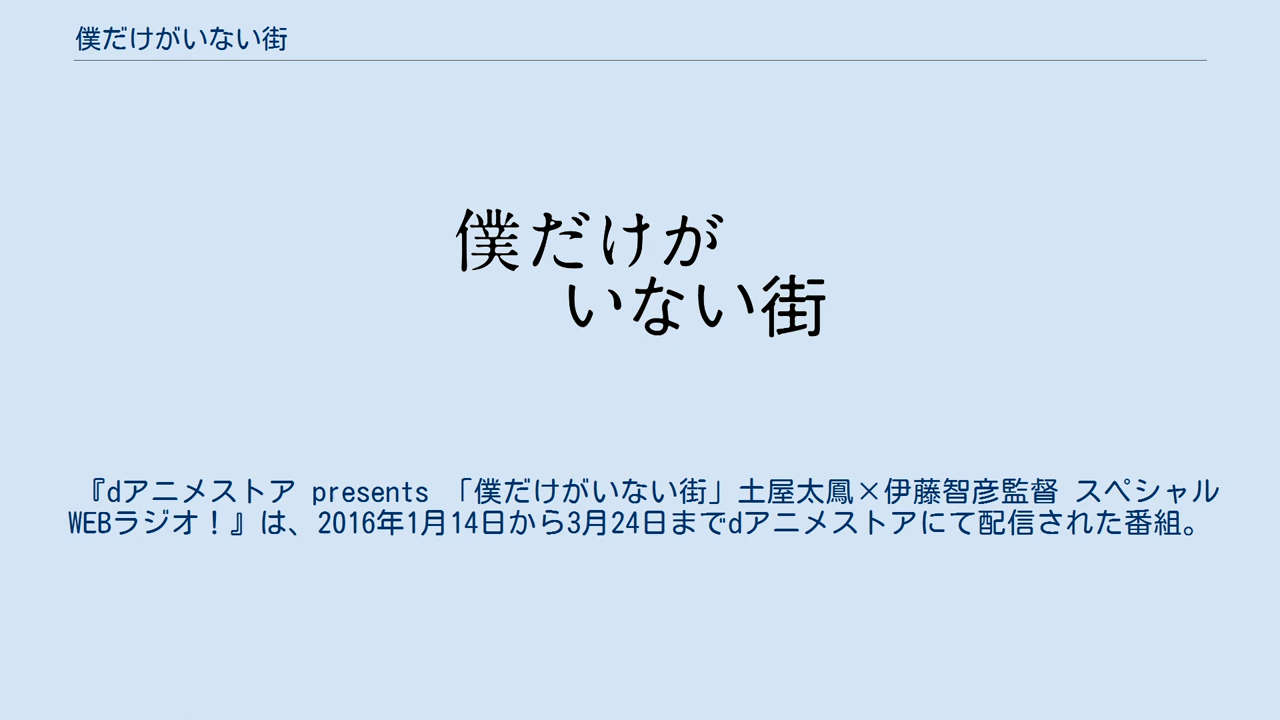 僕だけがいない街
僕だけが
いない街
『dアニメストア presents 「僕だけがいない街」土屋太鳳×伊藤智彦監督 スペシャル
WEBラジオ！』は、2016年1月14日から3月24日までdアニメストアにて配信された番組。